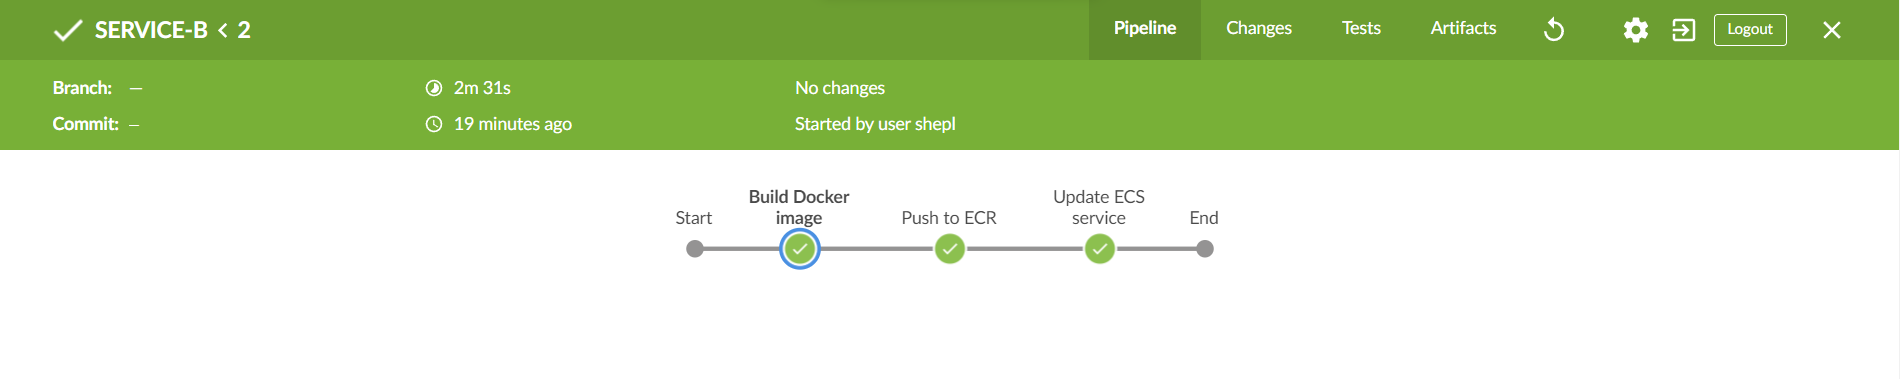 SERVICE-B < 2
Pipeline
Changes
Tests
Artifacts
Logout
Branch: —
2m 31s
No changes
Commit: —
19 minutes ago
Started by user shepl
Start
Build Docker
image
Push to ECR
Update ECS
service
End